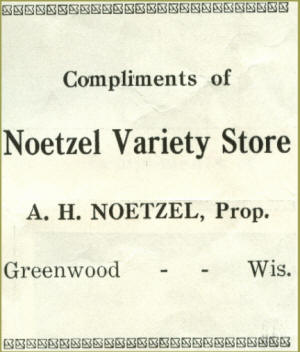 Compliments of
Noetzel Variety Store
A. H. NOETZEL, Prop.
Greenwood - - Wis.